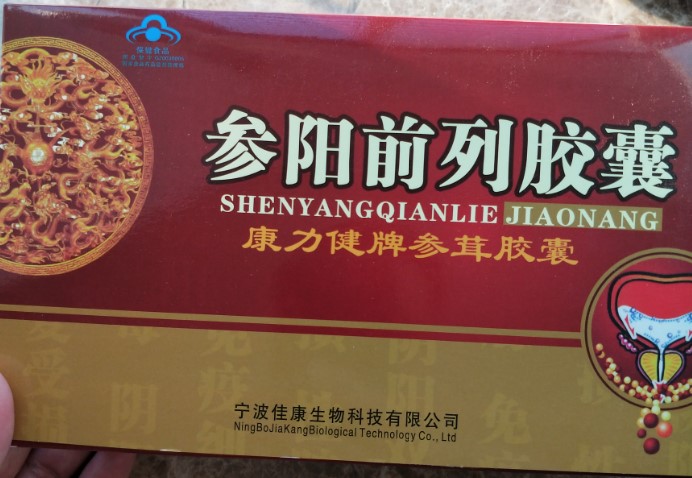 保健食品
参阳前列胶囊
SHENYANGQIANLIE JIAONANG
康力健牌参茸胶囊
宁波佳康生物科技有限公司
NingBoJiaKangBiological Technology Co., Ltd